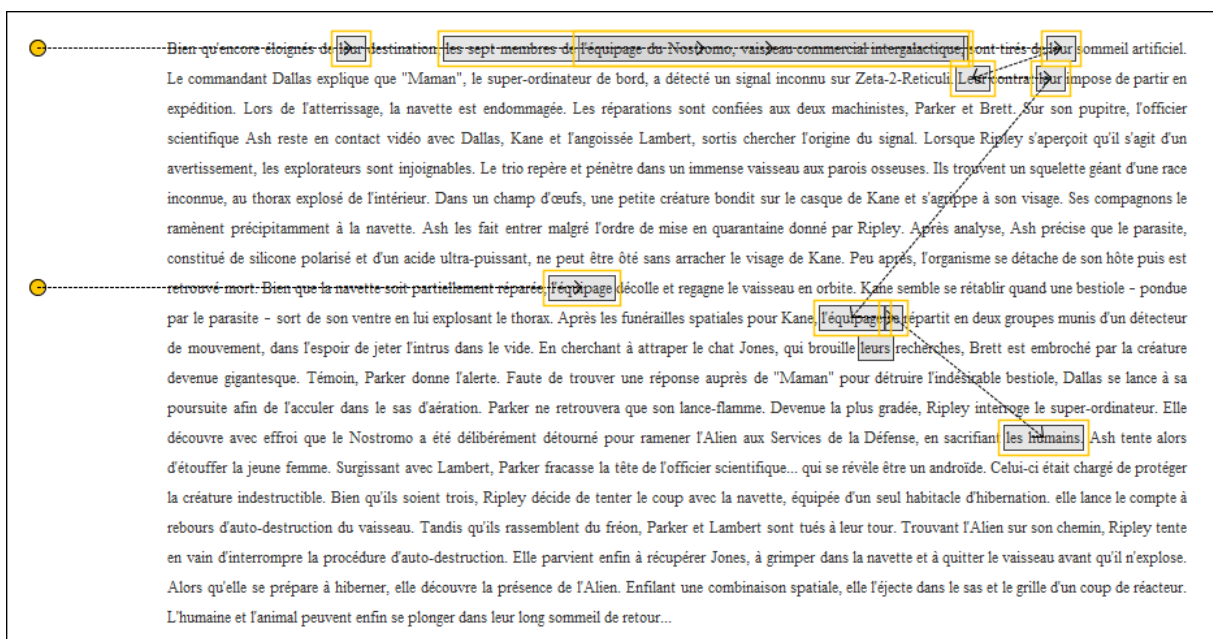 Bien qu'encore éloignés de leur destination, les sept membres de l'équipage du Nostromo, vaisseau commercial intergalactique, sont tirés de leur sommeil artificiel.
Le commandant Dallas explique que "Maman", le super-ordinateur de bord, a détecté un signal inconnu sur Zeta-2-Reticuli. Leur contrat leur impose de partir en
expédition. Lors de l'atterrissage, la navette est endommagée. Les réparations sont confiées aux deux machinistes, Parker et Brett. Sur son pupitre, l'officier
scientifique Ash reste en contact vidéo avec Dallas, Kane et l'angoissée Lambert, sortis chercher l'origine du signal. Lorsque Ripley s'aperçoit qu'il s'agit d'un
avertissement, les explorateurs sont injoignables. Le trio repère et pénètre dans un immense vaisseau aux parois osseuses. Ils trouvent un squelette géant d'une race
inconnue, au thorax explosé de l'intérieur. Dans un champ d'œufs, une petite créature bondit sur le casque de Kane et s'agrippe à son visage. Ses compagnons le
ramènent précipitamment à la navette. Ash les fait entrer malgré l'ordre de mise en quarantaine donné par Ripley. Après analyse, Ash précise que le parasite,
constitué de silicone polarisé et d'un acide ultra-puissant, ne peut être ôté sans arracher le visage de Kane. Peu après, l'organisme se détache de son hôte puis est
retrouvé mort. Bien que la navette soit partiellement réparée, l'équipage décolle et regagne le vaisseau en orbite. Kane semble se rétablir quand une bestiole - pondue
par le parasite - sort de son ventre en lui explosant le thorax. Après les funérailles spatiales pour Kane, l'équipage se répartit en deux groupes munis d'un détecteur
de mouvement, dans l'espoir de jeter l'intrus dans le vide. En cherchant à attraper le chat Jones, qui brouille leurs recherches, Brett est embroché par la créature
devenue gigantesque. Témoin, Parker donne l'alerte. Faute de trouver une réponse auprès de "Maman" pour détruire l'indésirable bestiole, Dallas se lance à sa
poursuite afin de l'acculer dans le sas d'aération. Parker ne retrouvera que son lance-flamme. Devenue la plus gradée, Ripley interroge le super-ordinateur. Elle
découvre avec effroi que le Nostromo a été délibérément détourné pour ramener l'Alien aux Services de la Défense, en sacrifiant les humains. Ash tente alors
d'étouffer la jeune femme. Surgissant avec Lambert, Parker fracasse la tête de l'officier scientifique... qui se révèle être un androïde. Celui-ci était chargé de protéger
la créature indestructible. Bien qu'ils soient trois, Ripley décide de tenter le coup avec la navette, équipée d'un seul habitacle d'hibernation. elle lance le compte à
rebours d'auto-destruction du vaisseau. Tandis qu'ils rassemblent du fréon, Parker et Lambert sont tués à leur tour. Trouvant l'Alien sur son chemin, Ripley tente
en vain d'interrompre la procédure d'auto-destruction. Elle parvient enfin à récupérer Jones, à grimper dans la navette et à quitter le vaisseau avant qu'il n'explose.
Alors qu'elle se prépare à hiberner, elle découvre la présence de l'Alien. Enfilant une combinaison spatiale, elle l'éjecte dans le sas et le grille d'un coup de réacteur.
L'humaine et l'animal peuvent enfin se plonger dans leur long sommeil de retour...